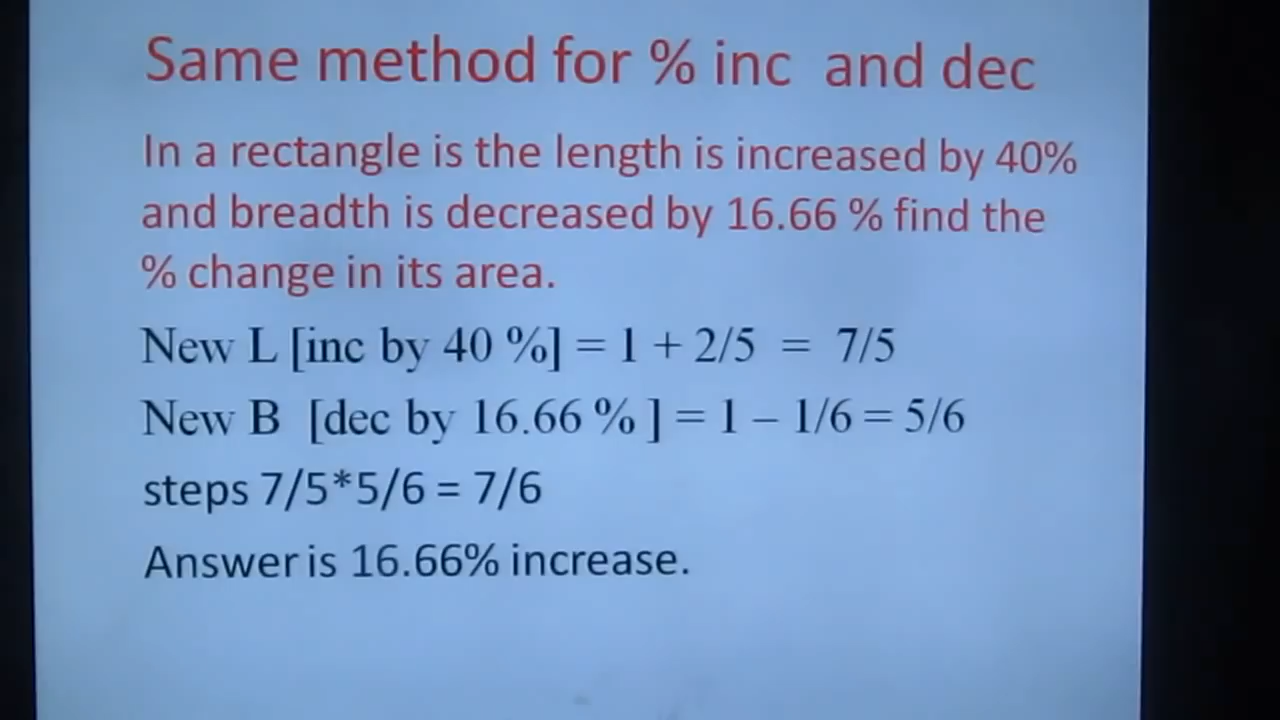 Same method for % inc and dec
In a rectangle is the length is increased by 40%
and breadth is decreased by 16.66 % find the
% change in its area.
New L [inc by 40 %] = 1 + 2/5 = 7/5
New B [dec by 16.66 % ] = 1 – 1/6 = 5/6
steps 7/5*5/6 = 7/6
Answer is 16.66% increase.